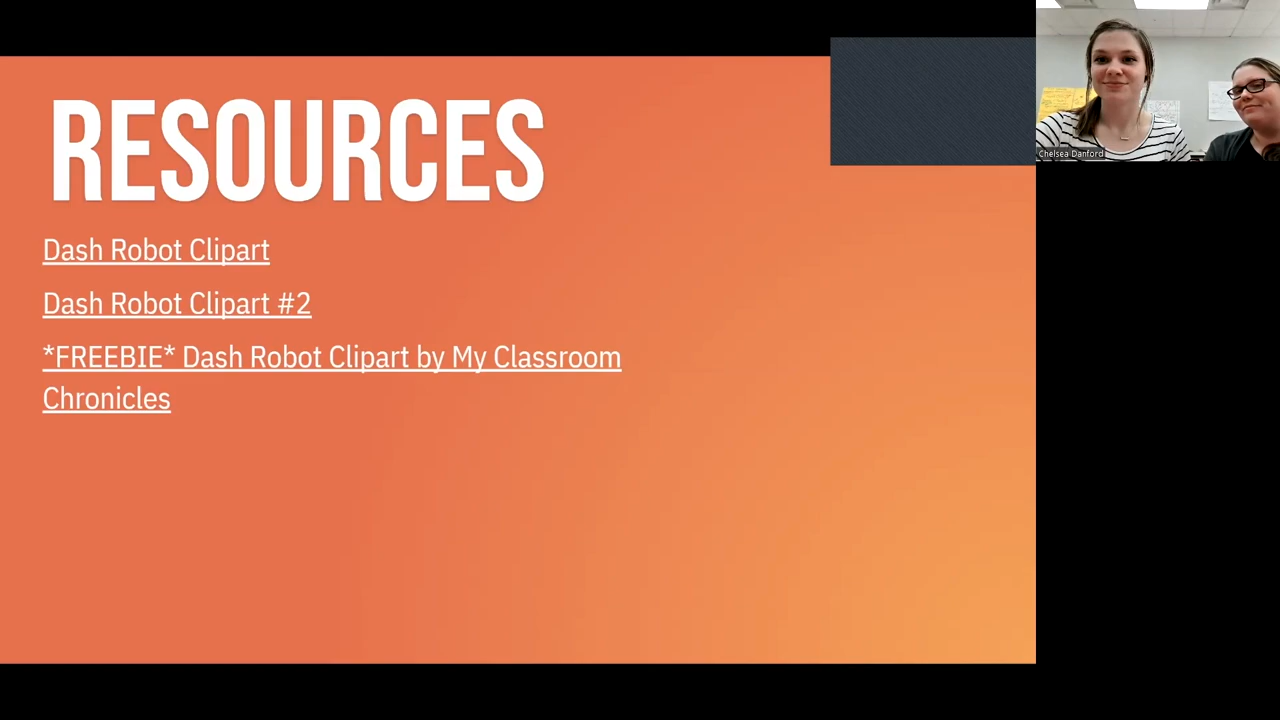 RESOURCES
Dash Robot Clipart
Dash Robot Clipart #2
*FREEBIE* Dash Robot Clipart by My Classroom
Chronicles
Chelsea Danford